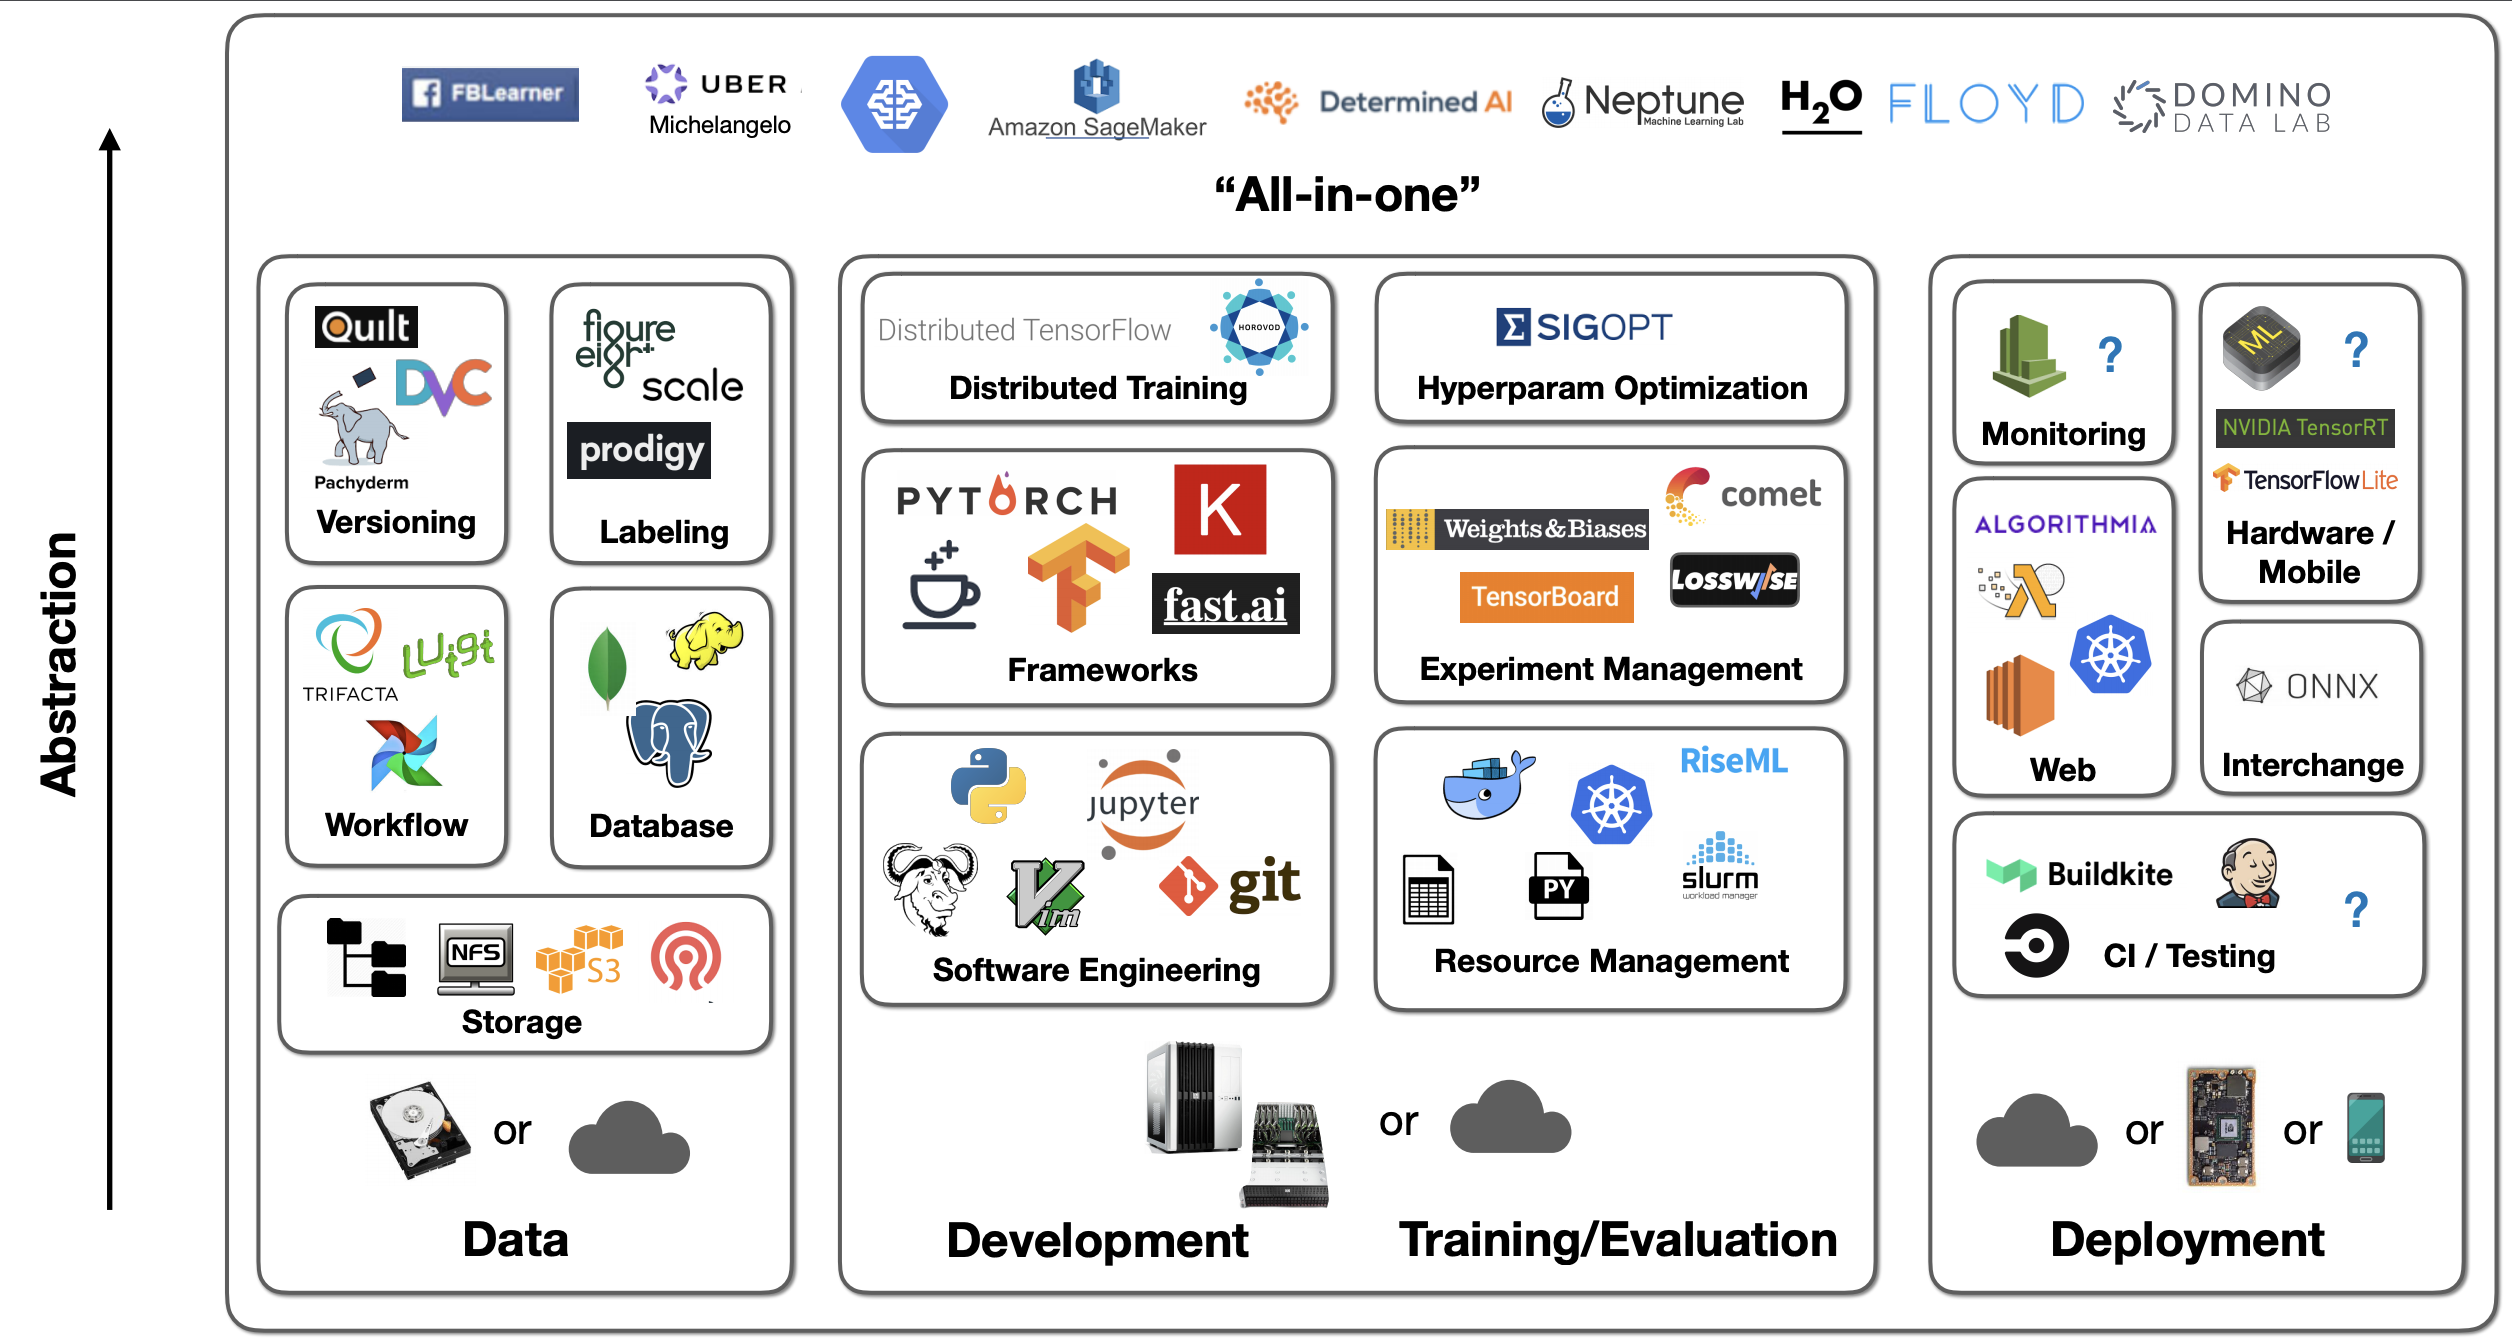 FBLearner
UBER
Michelangelo
Amazon SageMaker
Determined AI
Neptune
Machine Learning Lab
H2O
FLOYD
DOMINO
DATA LAB
“All-in-one”
Abstraction
Quilt
DVC
Pachyderm
Versioning
figure
eight
scale
prodigy
Labeling
TRIFACTA
Luigi
Workflow
Database
NFS
S3
Storage
or
Data
Distributed TensorFlow
HOROVOD
Distributed Training
SIGOPT
Hyperparam Optimization
PYTORCH
K
fast.ai
Frameworks
comet
Weights & Biases
TensorBoard
LOSSWISE
Experiment Management
jupyter
Vim
git
Software Engineering
RiseML
PY
slurm
workload manager
Resource Management
or
Development
Training/Evaluation
?
Monitoring
ML
?
NVIDIA TensorRT
TensorFlow Lite
Hardware /
Mobile
ALGORITHMIA
Web
ONNX
Interchange
Buildkite
?
CI / Testing
or
or
Deployment